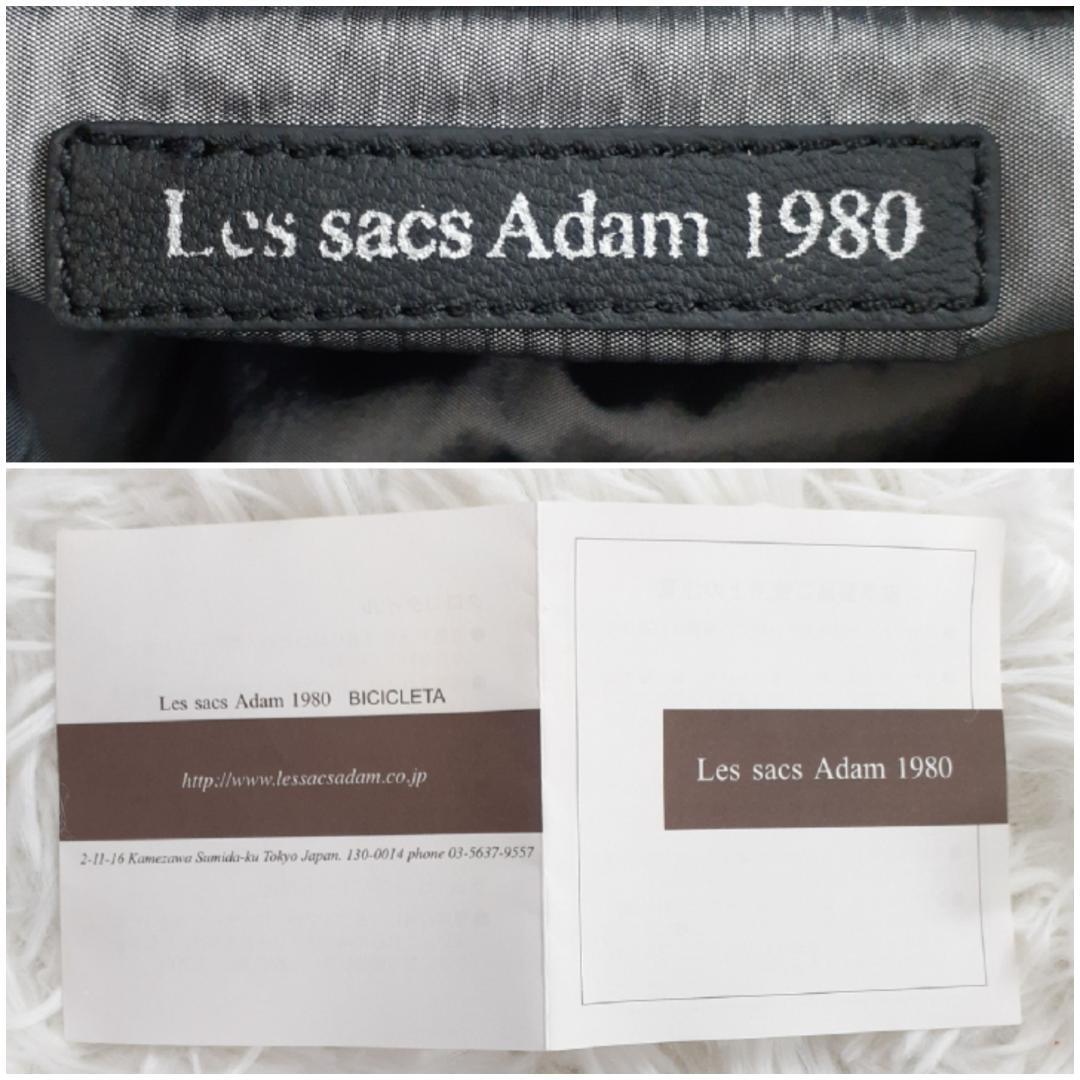 Les sacs Adam 1980
Les sacs Adam 1980 BICICLETA
http://www.lessacsadam.co.jp
2-11-16 Kamezawa Sumida-ku Tokyo Japan. 130-0014 phone 03-5637-9557
Les sacs Adam 1980